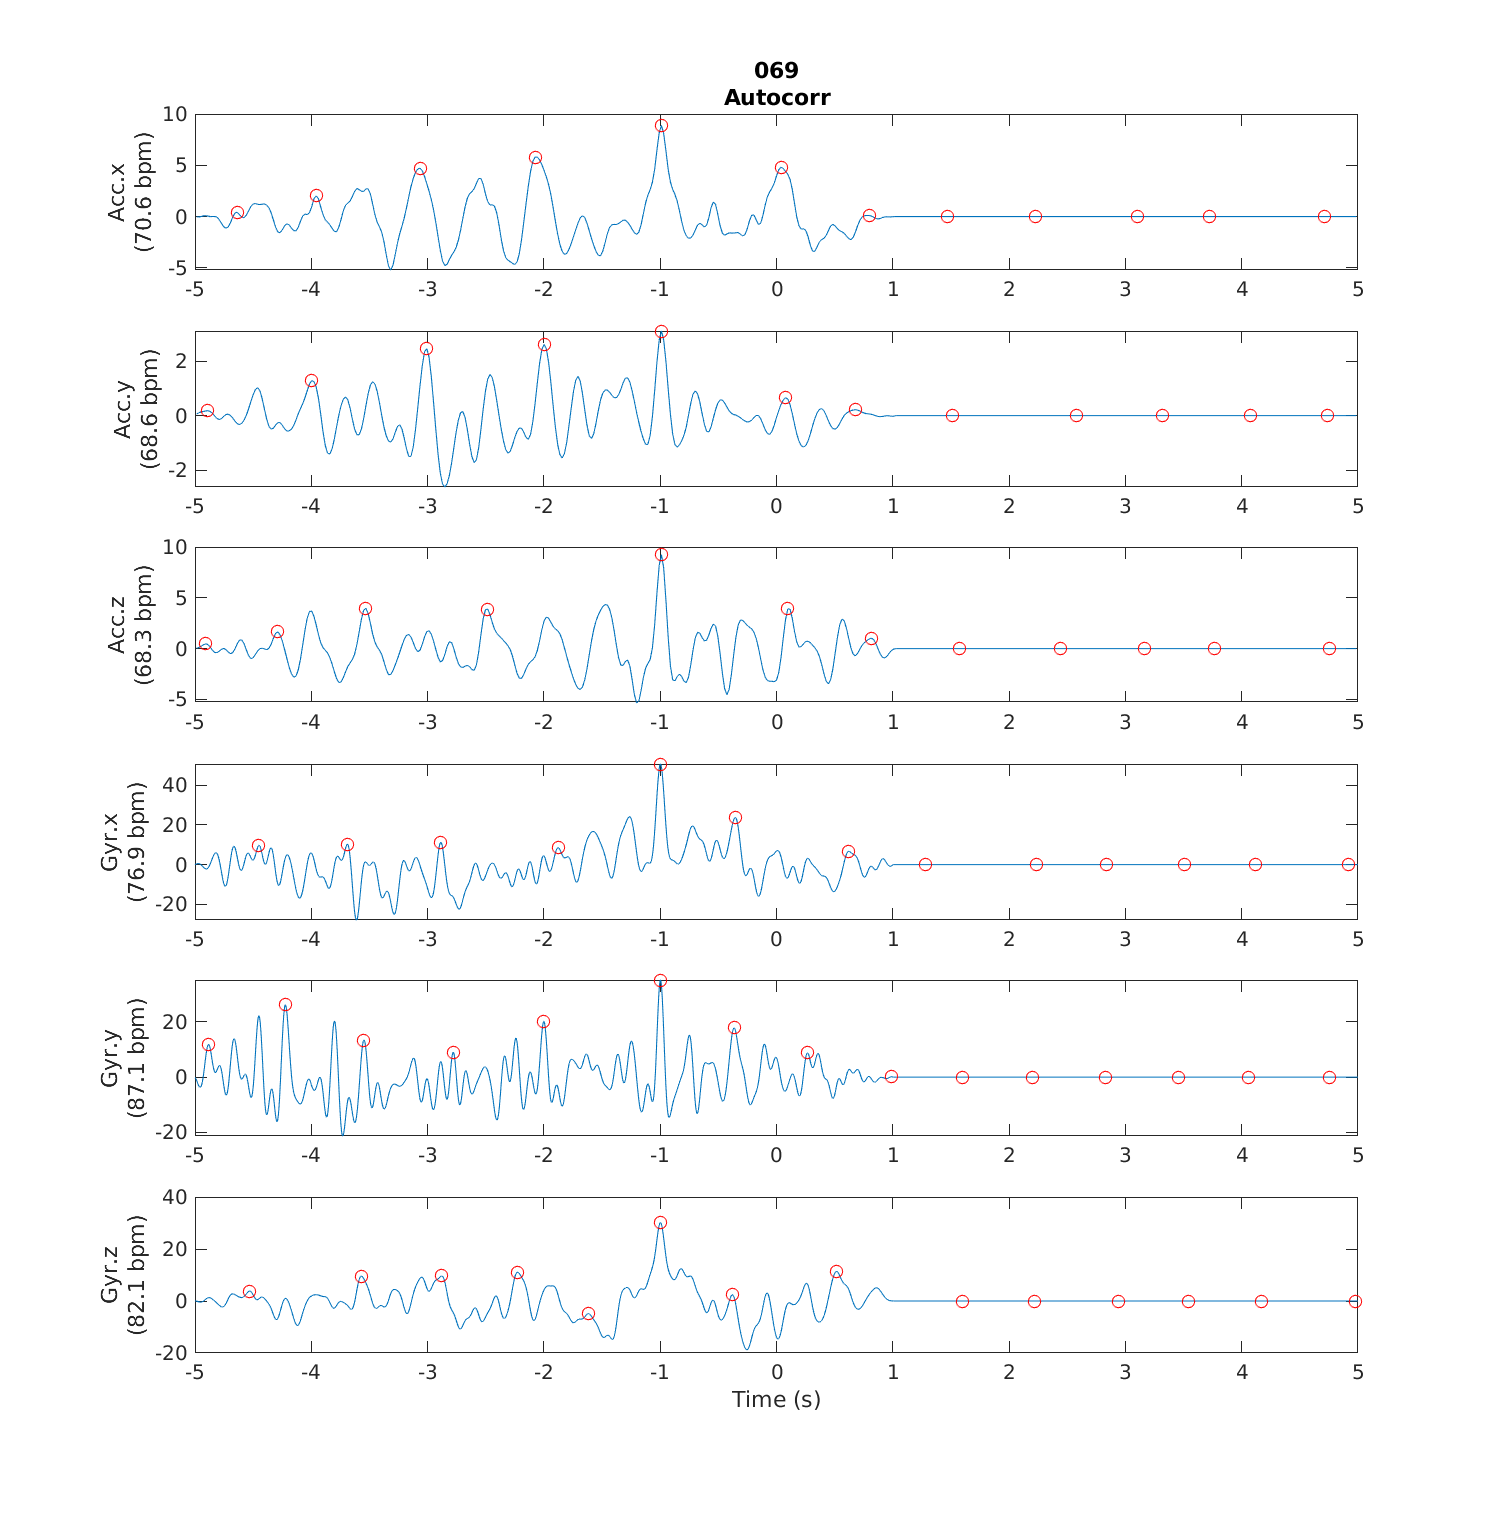 069
Autocorr
Acc.x
(70.6 bpm)
10
5
0
-5
-5 -4 -3 -2 -1 0 1 2 3 4 5
Acc.y
(68.6 bpm)
2
0
-2
-5 -4 -3 -2 -1 0 1 2 3 4 5
Acc.z
(68.3 bpm)
10
5
0
-5
-5 -4 -3 -2 -1 0 1 2 3 4 5
Gyr.x
(76.9 bpm)
40
20
0
-20
-5 -4 -3 -2 -1 0 1 2 3 4 5
Gyr.y
(87.1 bpm)
20
0
-20
-5 -4 -3 -2 -1 0 1 2 3 4 5
Gyr.z
(82.1 bpm)
40
20
0
-20
-5 -4 -3 -2 -1 0 1 2 3 4 5
Time (s)